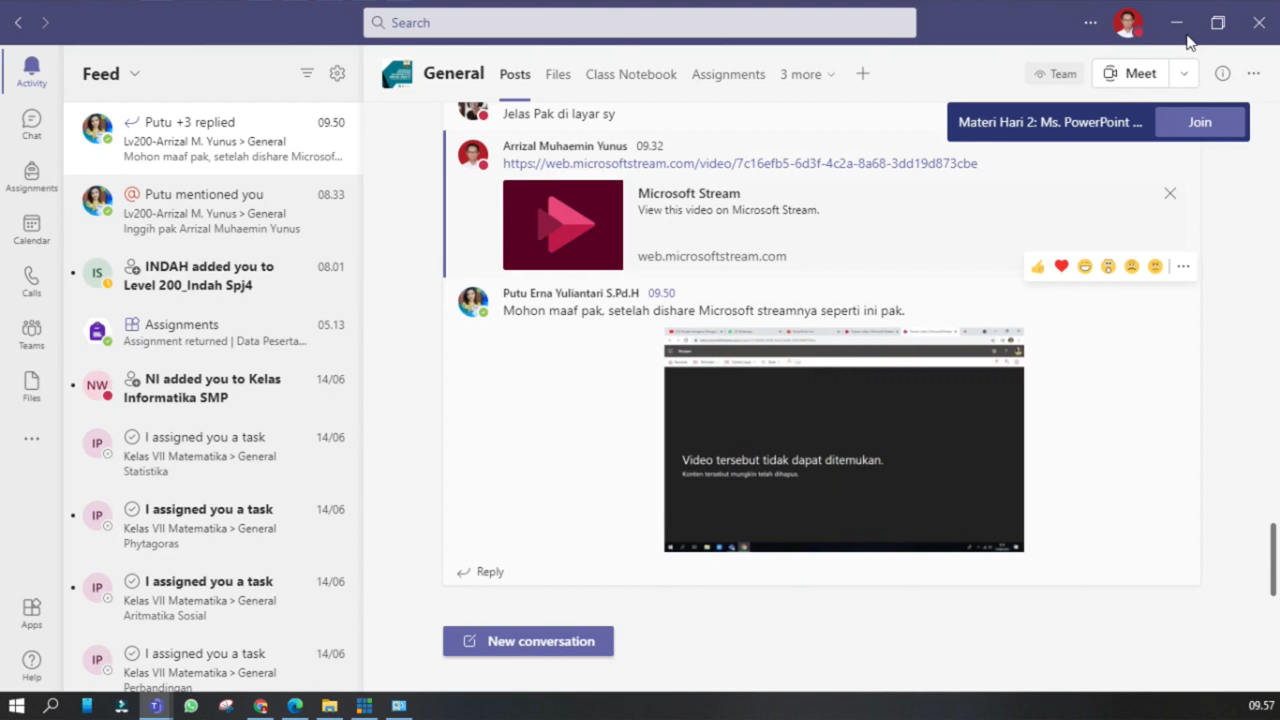 Search
Activity
Chat
Assignments
Calendar
Calls
Teams
Files
Apps
Help
Feed
Putu +3 replied
09.50
Lv200-Arrizal M. Yunus > General
Mohon maaf pak, setelah dishare Microsof...
Putu mentioned you
08.33
Lv200-Arrizal M. Yunus > General
Inggih pak Arrizal Muhaemin Yunus
IS
INDAH added you to
08.01
Level 200_Indah Spj4
Assignments
05.13
Assignment returned | Data Peserta...
NW
NI added you to Kelas
14/06
Informatika SMP
IP
I assigned you a task
14/06
Kelas VII Matematika > General
Statistika
IP
I assigned you a task
14/06
Kelas VII Matematika > General
Phytagoras
IP
I assigned you a task
14/06
Kelas VII Matematika > General
Aritmatika Sosial
IP
I assigned you a task
14/06
Kelas VII Matematika > General
Perbandingan
General
Posts
Files
Class Notebook
Assignments
3 more
Team
Meet
Materi Hari 2: Ms. PowerPoint ...
Join
Jelas Pak di layar sy
Arrizal Muhaemin Yunus 09.32
https://web.microsoftstream.com/video/7c16efb5-6d3f-4c2a-8a68-3dd19d873cbe
Microsoft Stream
View this video on Microsoft Stream.
web.microsoftstream.com
Putu Erna Yuliantari S.Pd.H 09.50
Mohon maaf pak, setelah dishare Microsoft streamnya seperti ini pak.
Video tersebut tidak dapat ditemukan.
Konten tersebut mungkin telah dihapus.
Reply
New conversation
09.57